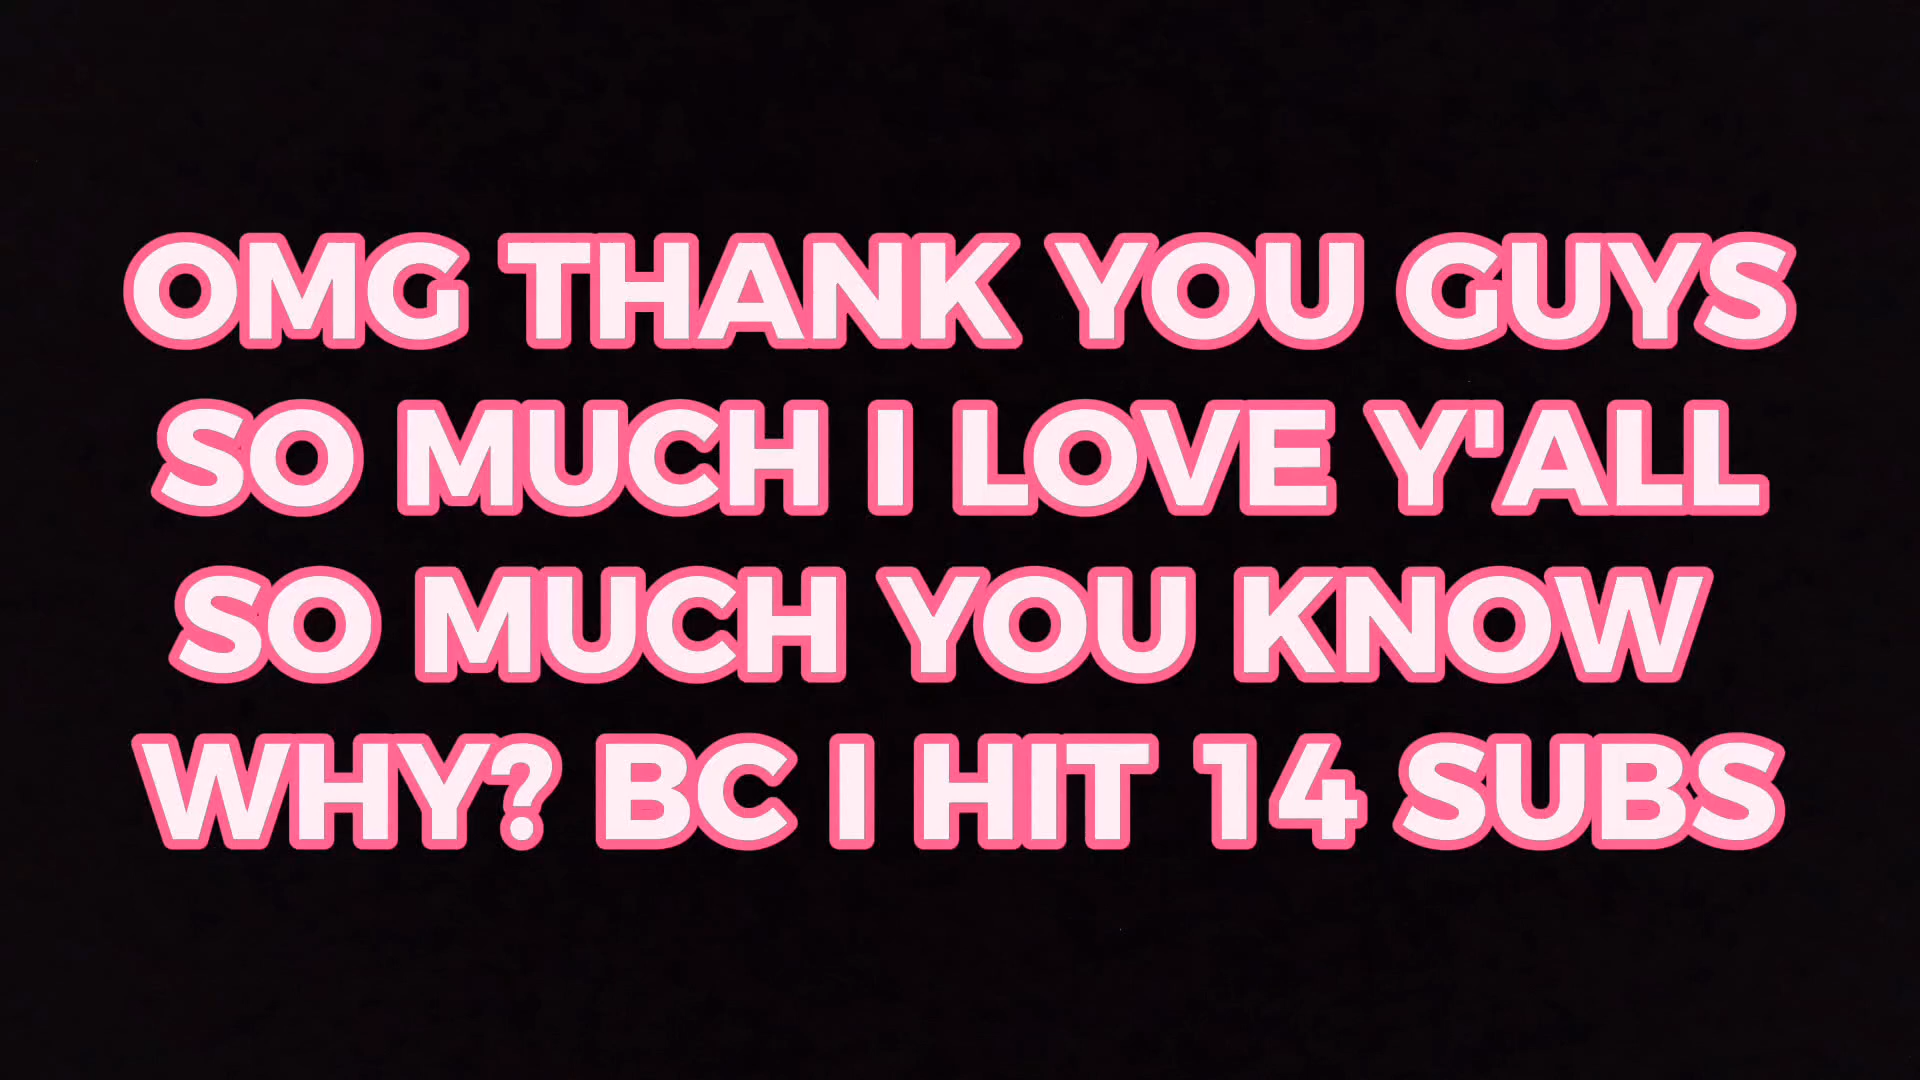 OMG THANK YOU GUYS
SO MUCH I LOVE Y'ALL
SO MUCH YOU KNOW
WHY? BC I HIT 14 SUBS